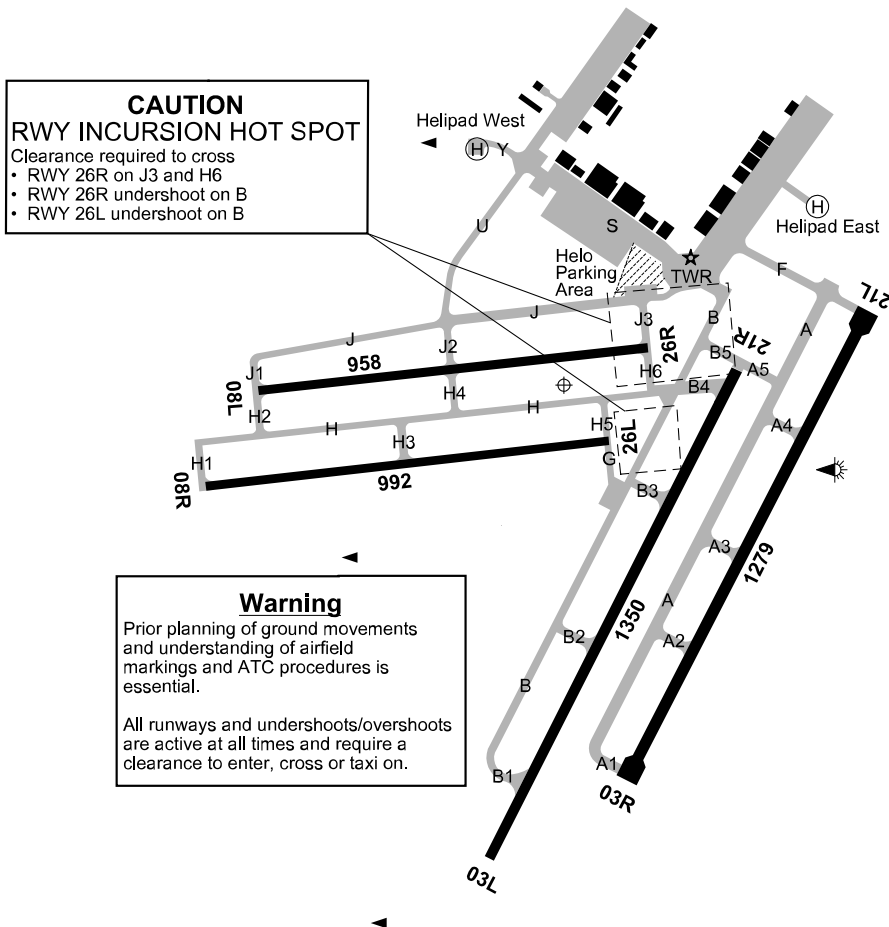 CAUTION
RWY INCURSION HOT SPOT
Clearance required to cross
• RWY 26R on J3 and H6
• RWY 26R undershoot on B
• RWY 26L undershoot on B
Helipad West
H
Y
U
S
H
Helipad East
Helo
Parking
Area
TWR
F
21L
J
J
J3
26R
B
21R
A
B5
A5
J1
958
J2
H6
B4
08L
H2
H4
H
H
H5
26L
A4
H3
H1
G
08R
992
B3
A3
1279
Warning
Prior planning of ground movements
and understanding of airfield
markings and ATC procedures is
essential.
All runways and undershoots/overshoots
are active at all times and require a
clearance to enter, cross or taxi on.
1350
A
B2
A2
B
B1
A1
03R
03L